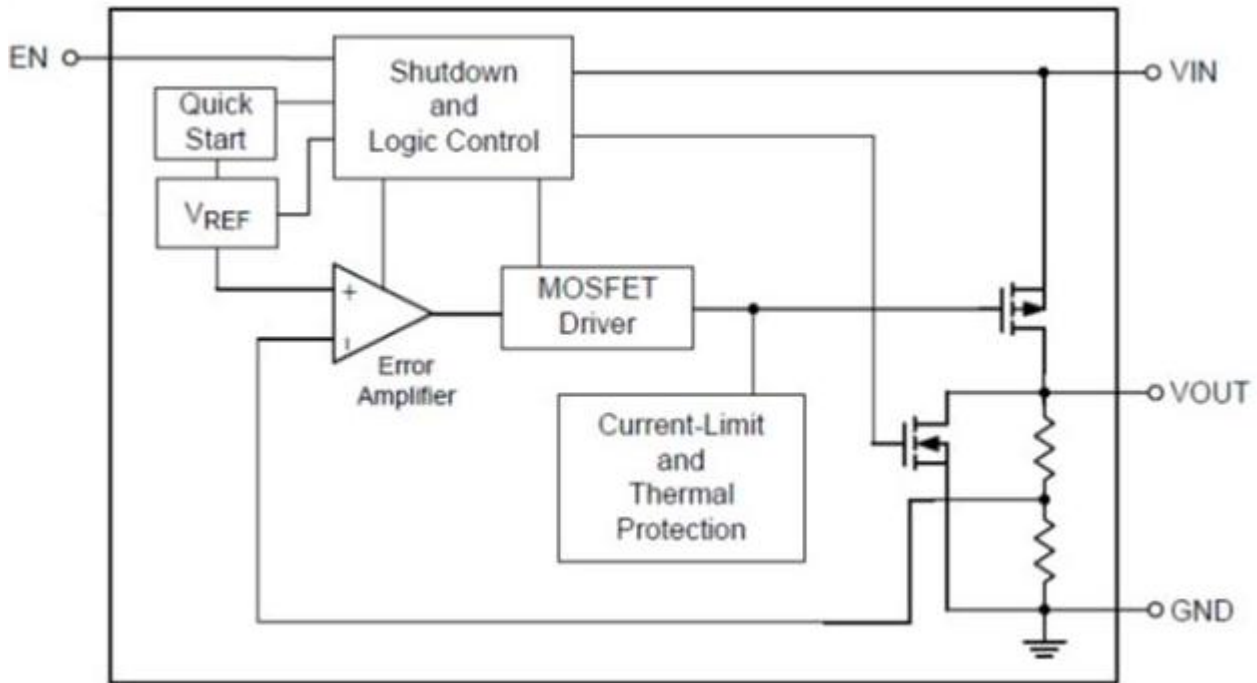 EN
Shutdown
and
Logic Control
VIN
Quick
Start
VREF
+
MOSFET
Driver
Error
Amplifier
VOUT
Current-Limit
and
Thermal
Protection
GND